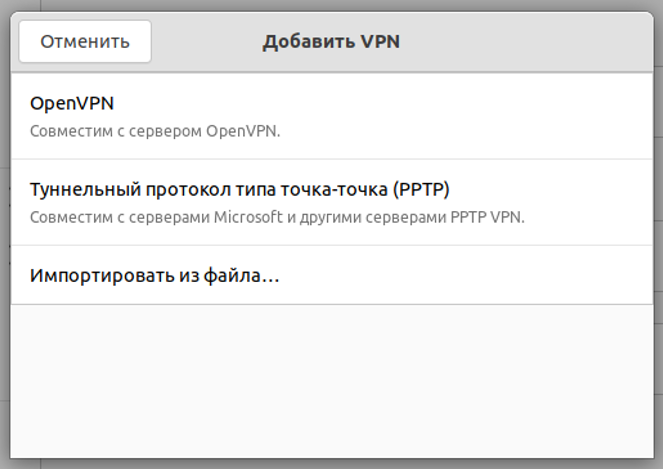 Отменить
Добавить VPN
OpenVPN
Совместим с сервером OpenVPN.
Туннельный протокол типа точка-точка (PPTP)
Совместим с серверами Microsoft и другими серверами PPTP VPN.
Импортировать из файла…